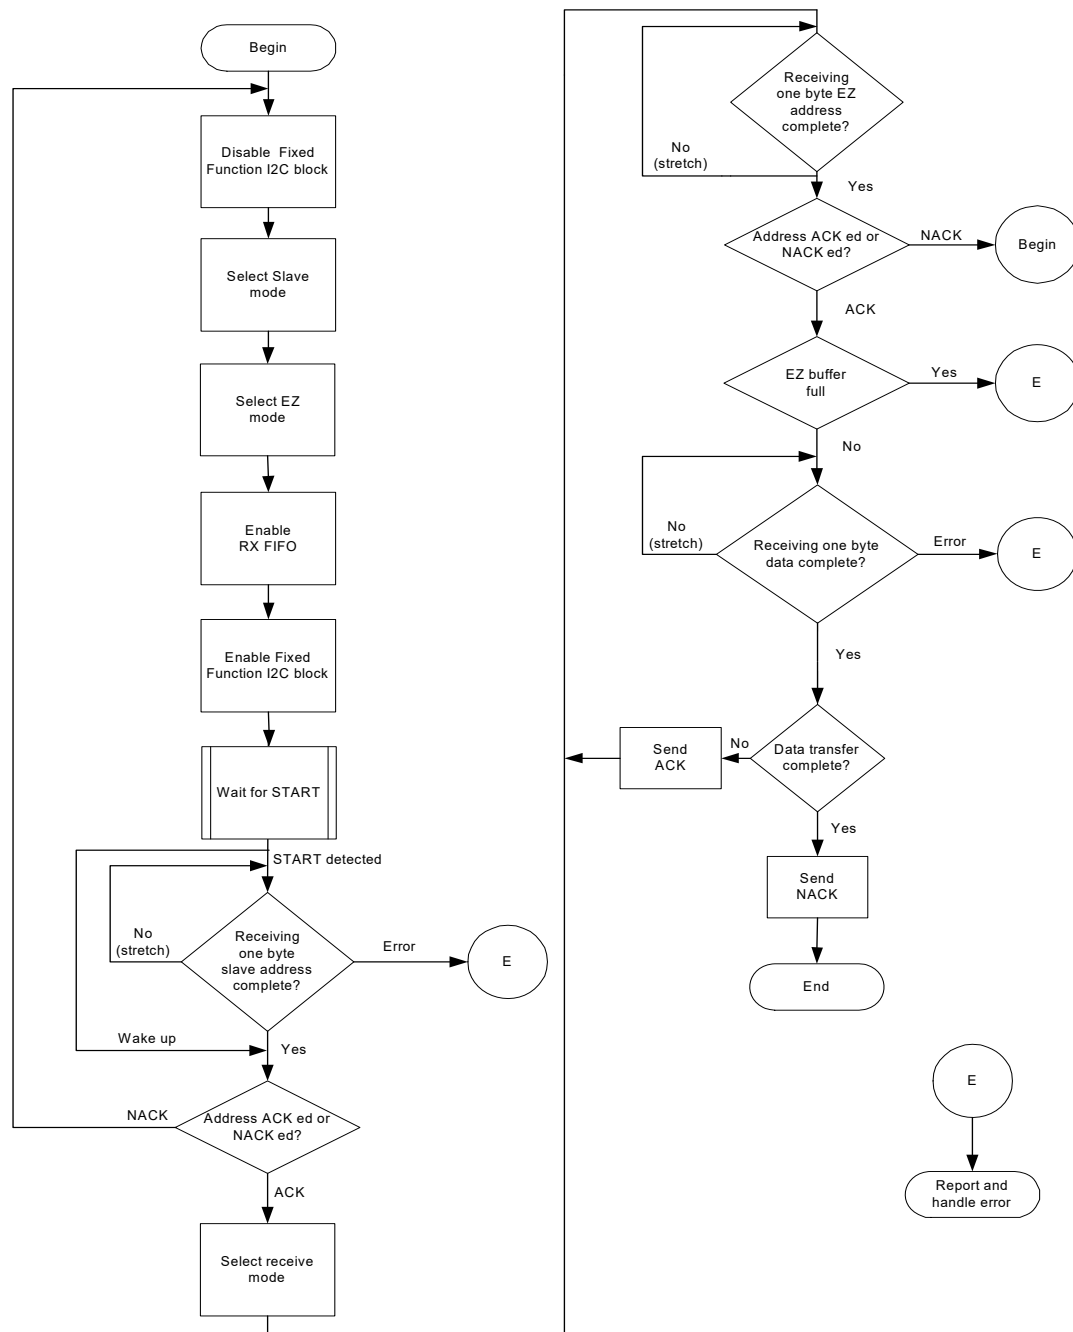 Begin
Disable  Fixed
Function I2C block
Select Slave
mode
Select EZ
mode
Enable
RX FIFO
Enable Fixed
Function I2C block
Wait for START
START detected
No
(stretch)
Receiving
one byte
slave address
complete?
Error
E
Wake up
Yes
NACK
Address ACK ed or
NACK ed?
ACK
Select receive
mode
Receiving
one byte EZ
address
complete?
No
(stretch)
Yes
Address ACK ed or
NACK ed?
NACK
Begin
ACK
EZ buffer
full
Yes
E
No
No
(stretch)
Receiving one byte
data complete?
Error
E
Yes
Send
ACK
No
Data transfer
complete?
Yes
Send
NACK
End
E
Report and
handle error